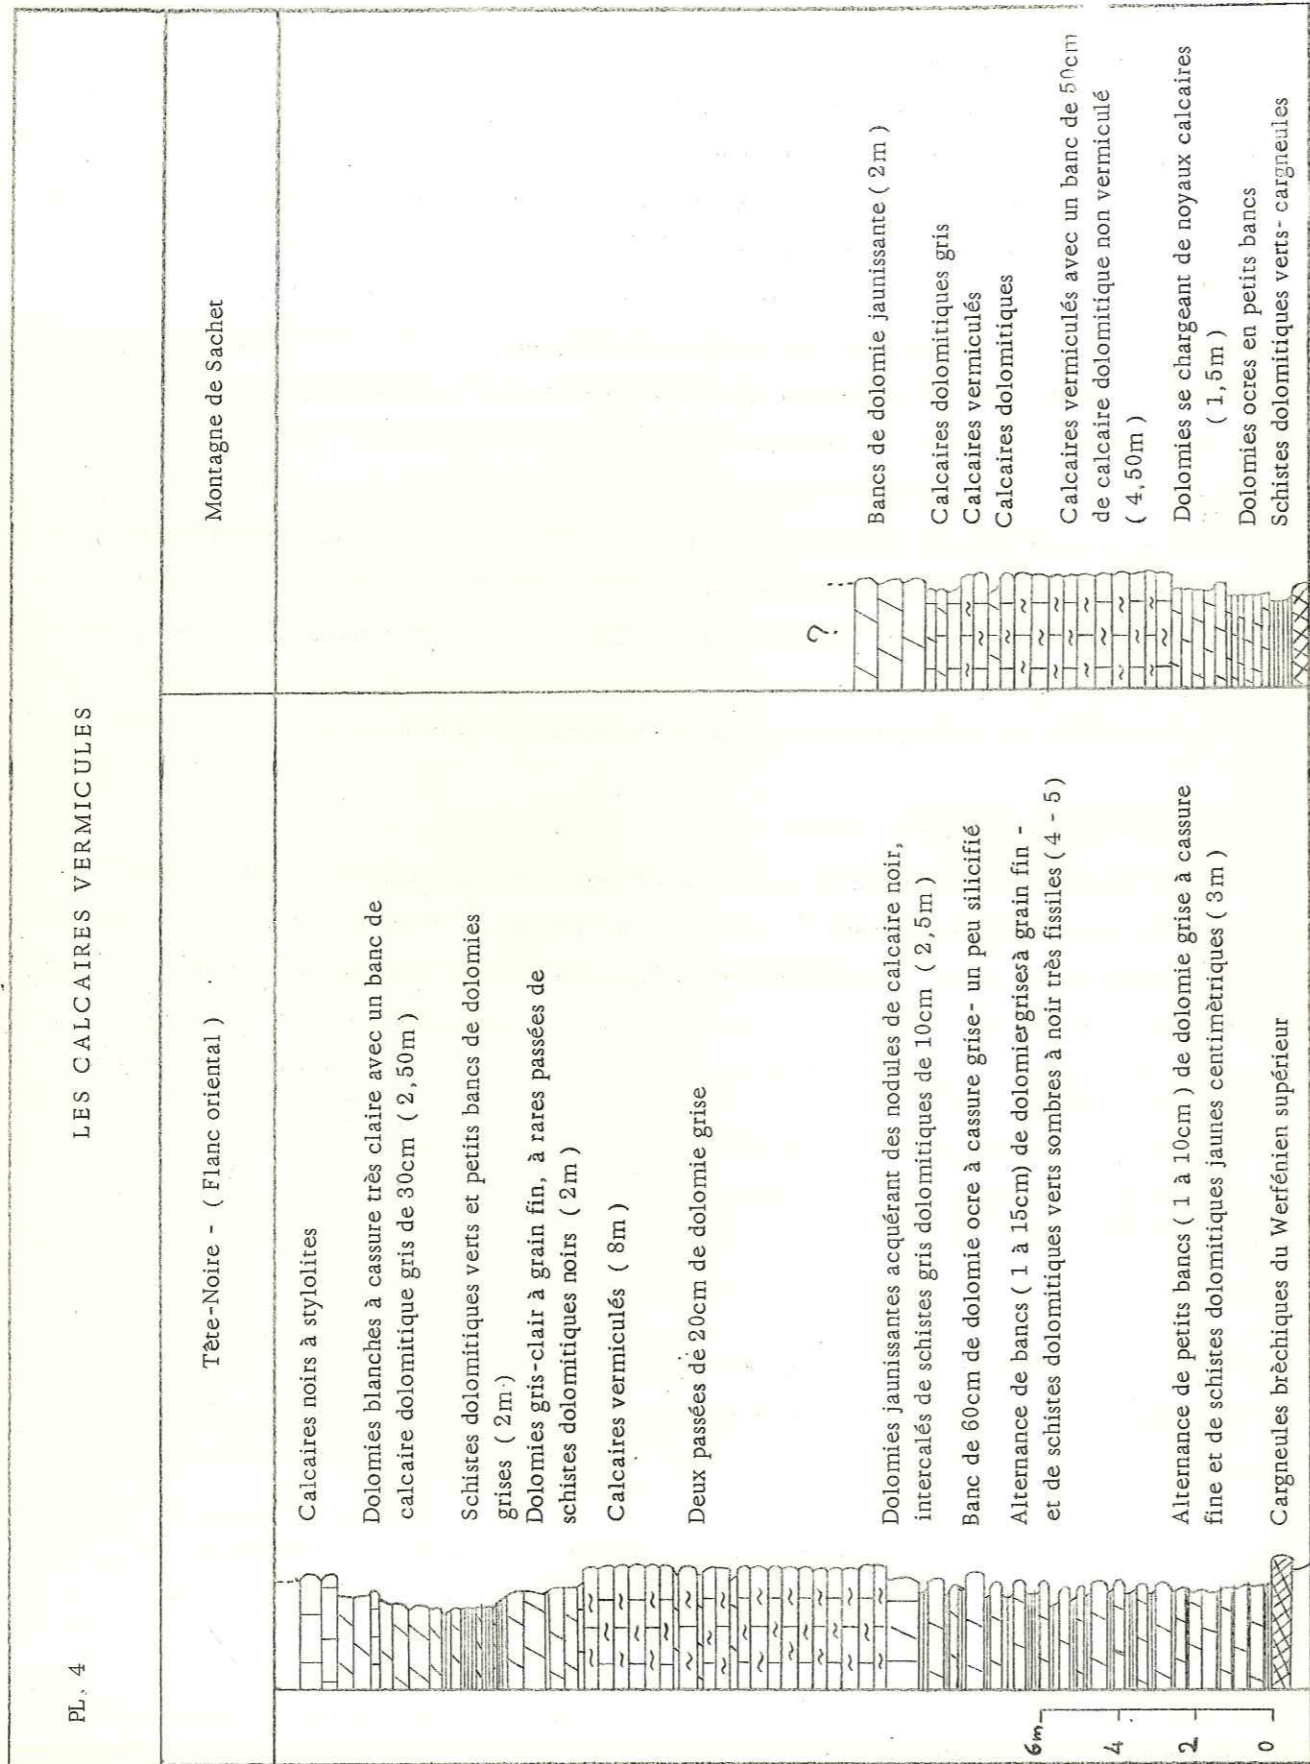 PL, 4
LES CALCAIRES VERMICULES
Tête-Noire - ( Flanc oriental )
Calcaires noirs à stylolites
Dolomies blanches à cassure très claire avec un banc de
calcaire dolomitique gris de 30cm ( 2,50m )
Schistes dolomitiques verts et petits bancs de dolomies
grises ( 2m )
Dolomies gris-clair à grain fin, à rares passées de
schistes dolomitiques noirs ( 2m )
Calcaires vermiculés ( 8m )
Deux passées de 20cm de dolomie grise
Dolomies jaunissantes acquérant des nodules de calcaire noir,
intercalés de schistes gris dolomitiques de 10cm ( 2,5m )
Banc de 60cm de dolomie ocre à cassure grise- un peu silicifié
Alternance de bancs ( 1 à 15cm) de dolomiesgrisesà grain fin -
et de schistes dolomitiques verts sombres à noir très fissiles ( 4 - 5 )
Alternance de petits bancs ( 1 à 10cm ) de dolomie grise à cassure
fine et de schistes dolomitiques jaunes centimètriques ( 3m )
Cargneules brèchiques du Werfénien supérieur
6m
4
2
0
Montagne de Sachet
?
Bancs de dolomie jaunissante ( 2m )
Calcaires dolomitiques gris
Calcaires vermiculés
Calcaires dolomitiques
Calcaires vermiculés avec un banc de 50cm
de calcaire dolomitique non vermiculé
( 4,50m )
Dolomies se chargeant de noyaux calcaires
( 1,5m )
Dolomies ocres en petits bancs
Schistes dolomitiques verts- cargneules